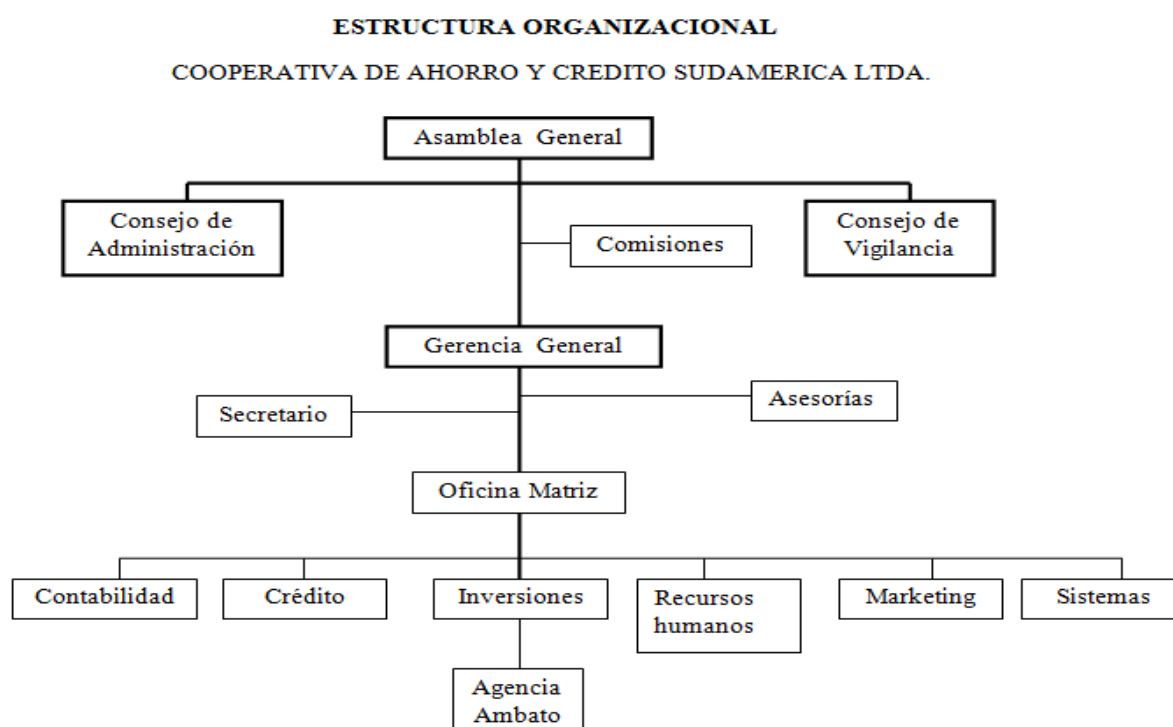 ESTRUCTURA ORGANIZACIONAL
COOPERATIVA DE AHORRO Y CREDITO SUDAMERICA LTDA.
Asamblea General
Consejo de
Administración
Comisiones
Consejo de
Vigilancia
Gerencia General
Secretario
Asesorías
Oficina Matriz
Contabilidad
Crédito
Inversiones
Recursos
humanos
Marketing
Sistemas
Agencia
Ambato